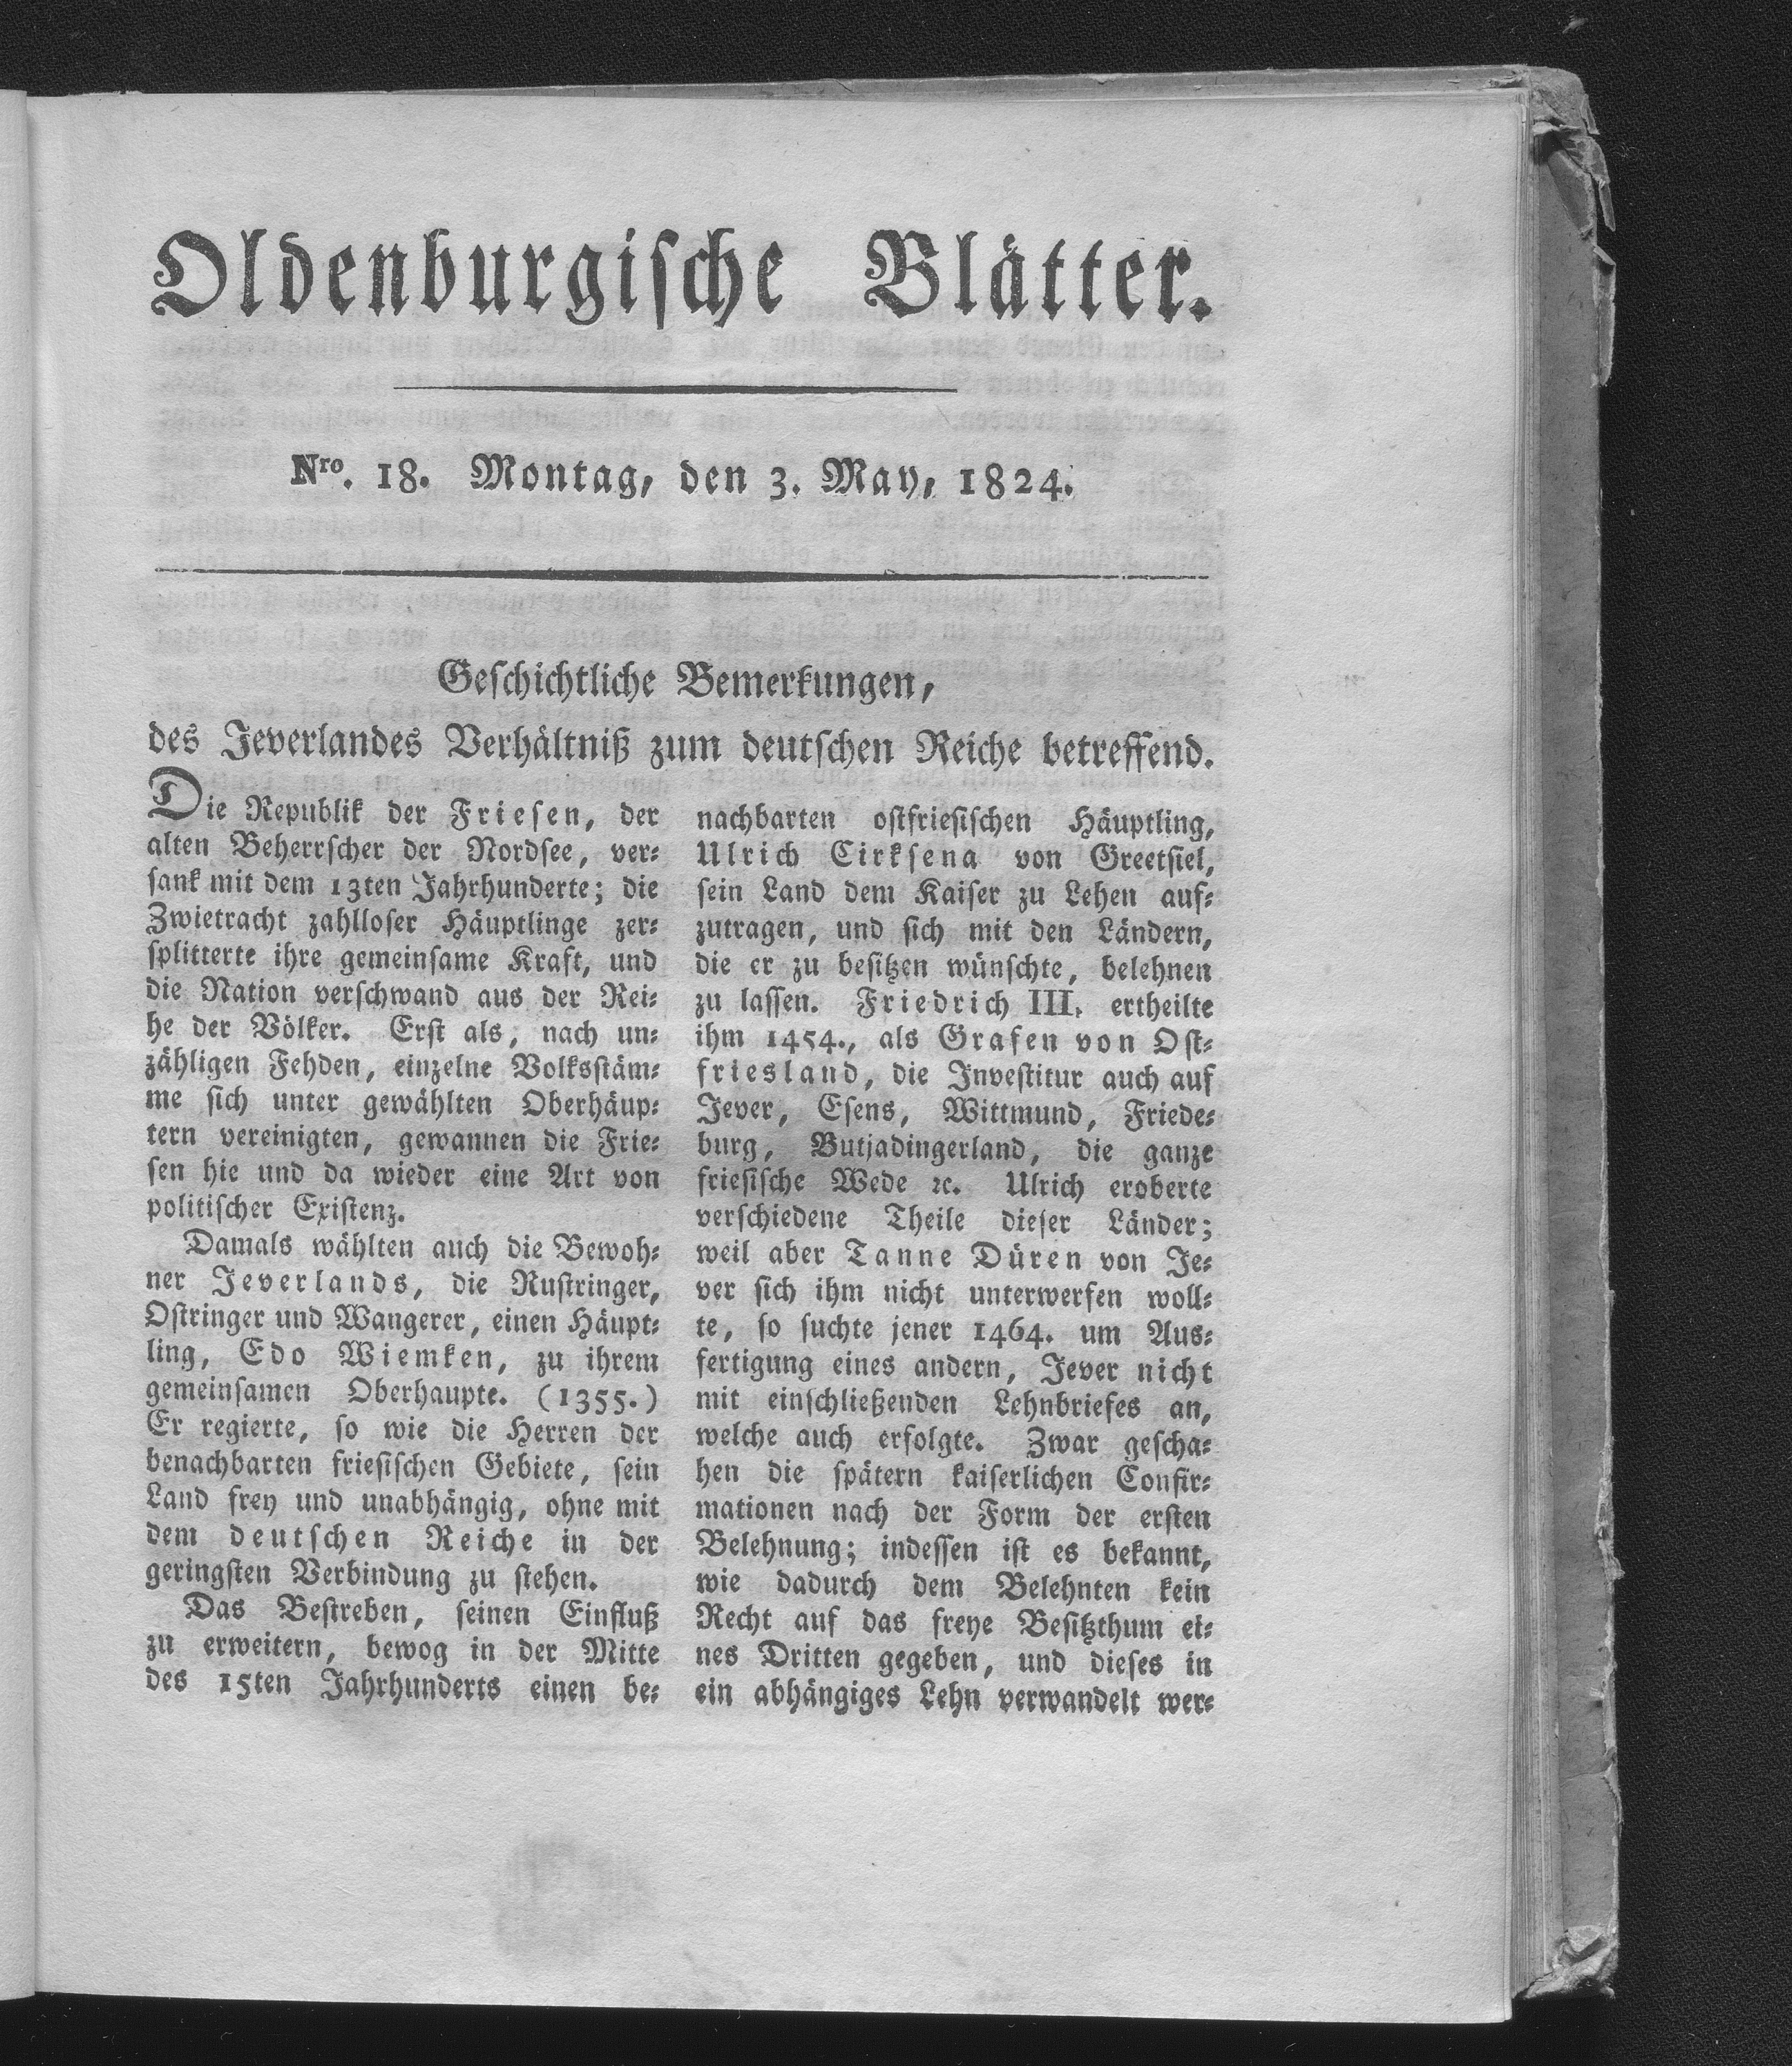 Oldenburgische Blätter.
Nro. 18. Montag, den 3. May, 1824.
Geschichtliche Bemerkungen,
des Jeverlandes Verhältniß zum deutschen Reiche betreffend.
Die Republik der Friesen, der
alten Beherrscher der Nordsee, ver-
sank mit dem 13ten Jahrhunderte; die
Zwietracht zahlloser Häuptlinge zer-
splitterte ihre gemeinsame Kraft, und
die Nation verschwand aus der Rei-
he der Völker. Erst als, nach un-
zähligen Fehden, einzelne Volksstäm-
me sich unter gewählten Oberhäup-
tern vereinigten, gewannen die Frie-
sen hie und da wieder eine Art von
politischer Existenz.
Damals wählten auch die Bewoh-
ner Jeverlands, die Rustringer,
Ostringer und Wangerer, einen Häupt-
ling, Edo Wiemken, zu ihrem
gemeinsamen Oberhaupte. (1355.)
Er regierte, so wie die Herren der
benachbarten friesischen Gebiete, sein
Land frey und unabhängig, ohne mit
dem deutschen Reiche in der
geringsten Verbindung zu stehen.
Das Bestreben, seinen Einfluß
zu erweitern, bewog in der Mitte
des 15ten Jahrhunderts einen be-
nachbarten ostfriesischen Häuptling,
Ulrich Cirksena von Greetsiel,
sein Land dem Kaiser zu Lehen auf-
zutragen, und sich mit den Ländern,
die er zu besitzen wünschte, belehnen
zu lassen. Friedrich III. ertheilte
ihm 1454., als Grafen von Ost-
friesland, die Investitur auch auf
Jever, Esens, Wittmund, Friede-
burg, Butjadingerland, die ganze
friesische Wede ꝛc. Ulrich eroberte
verschiedene Theile dieser Länder;
weil aber Tanne Düren von Je-
ver sich ihm nicht unterwerfen woll-
te, so suchte jener 1464. um Aus-
fertigung eines andern, Jever nicht
mit einschließenden Lehnbriefes an,
welche auch erfolgte. Zwar gescha-
hen die spätern kaiserlichen Confir-
mationen nach der Form der ersten
Belehnung; indessen ist es bekannt,
wie dadurch dem Belehnten kein
Recht auf das freye Besitzthum ei-
nes Dritten gegeben, und dieses in
ein abhängiges Lehn verwandelt wer-